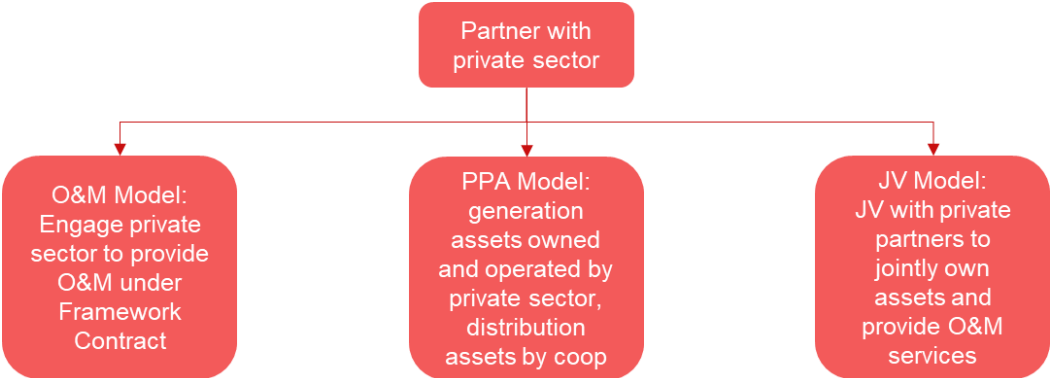 Partner with
private sector
O&M Model:
Engage private
sector to provide
O&M under
Framework
Contract
PPA Model:
generation
assets owned
and operated by
private sector,
distribution
assets by coop
JV Model:
JV with private
partners to
jointly own
assets and
provide O&M
services